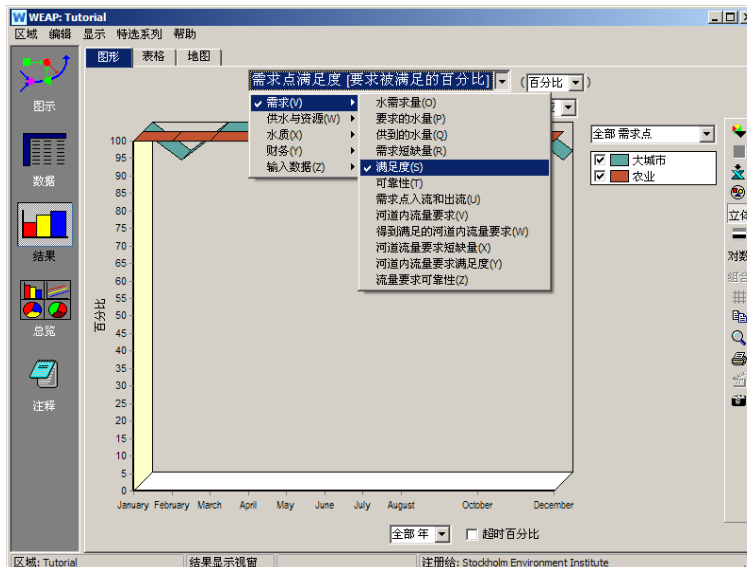 WEAP: Tutorial
区域 编辑 显示 特选系列 帮助
图形 表格 地图
需求点满足度 [要求被满足的百分比]
(百分比)
需求(V)
供水与资源(W)
水质(X)
财务(Y)
输入数据(Z)
水需求量(O)
要求的水量(P)
供到的水量(Q)
需求短缺量(R)
满足度(S)
可靠性(T)
需求点入流和出流(U)
河道内流量要求(V)
得到满足的河道内流量要求(W)
河道流量要求短缺量(X)
河道内流量要求满足度(Y)
流量要求可靠性(Z)
全部 需求点
大城市
农业
图示
数据
结果
总览
注释
百分比
100
95
90
85
80
75
70
65
60
55
50
45
40
35
30
25
20
15
10
5
0
January February March April May June July August October December
全部 年
超时百分比
对数
组合
区域: Tutorial
结果显示视窗
注册给: Stockholm Environment Institute